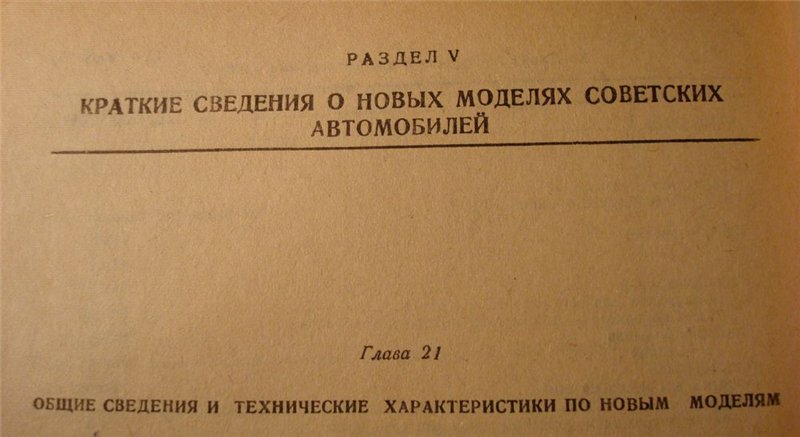 РАЗДЕЛ V
КРАТКИЕ СВЕДЕНИЯ О НОВЫХ МОДЕЛЯХ СОВЕТСКИХ
АВТОМОБИЛЕЙ
Глава 21
ОБЩИЕ СВЕДЕНИЯ И ТЕХНИЧЕСКИЕ ХАРАКТЕРИСТИКИ ПО НОВЫМ МОДЕЛЯМ